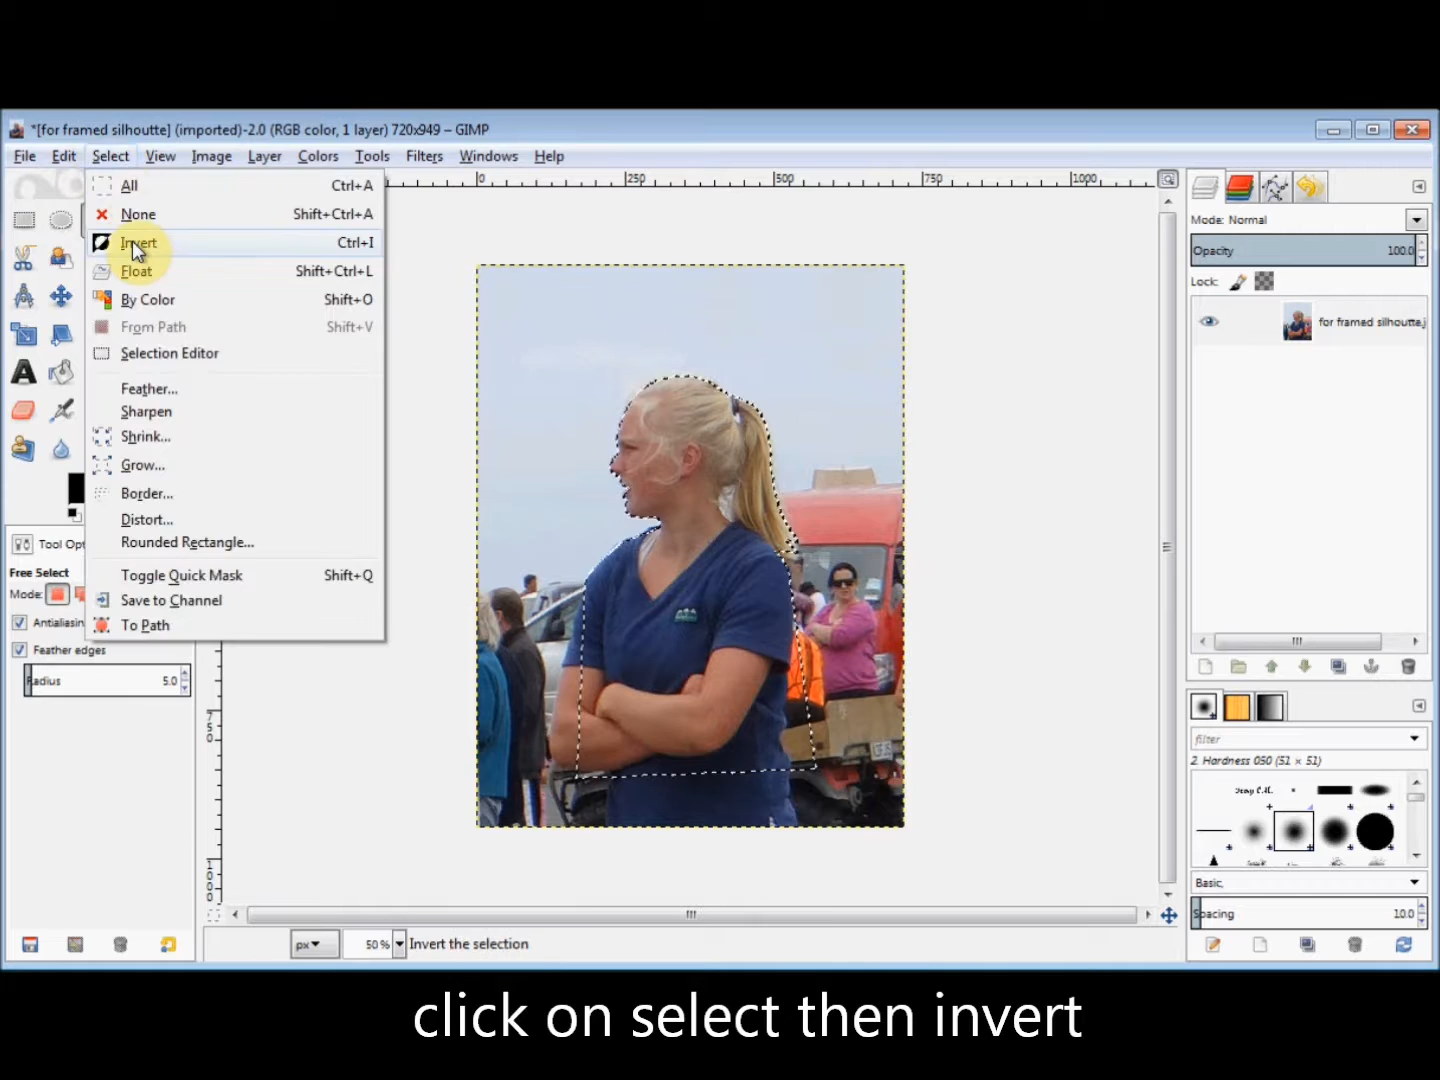 *[for framed silhoutte] (imported)-2.0 (RGB color, 1 layer) 720x949 – GIMP
File Edit Select View Image Layer Colors Tools Filters Windows Help
All Ctrl+A
None Shift+Ctrl+A
Invert Ctrl+I
Float Shift+Ctrl+L
By Color Shift+O
From Path Shift+V
Selection Editor
Feather...
Sharpen
Shrink...
Grow...
Border...
Distort...
Rounded Rectangle...
Toggle Quick Mask Shift+Q
Save to Channel
To Path
Tool Opt
Free Select
Mode:
Antialiasin
Feather edges
Radius 5.0
0 250 500 750 1000
750
1000
px 50 % Invert the selection
Mode: Normal
Opacity 100.0
Lock:
for framed silhoutte.j
filter
2. Hardness 050 (51 × 51)
Basic,
Spacing 10.0
click on select then invert